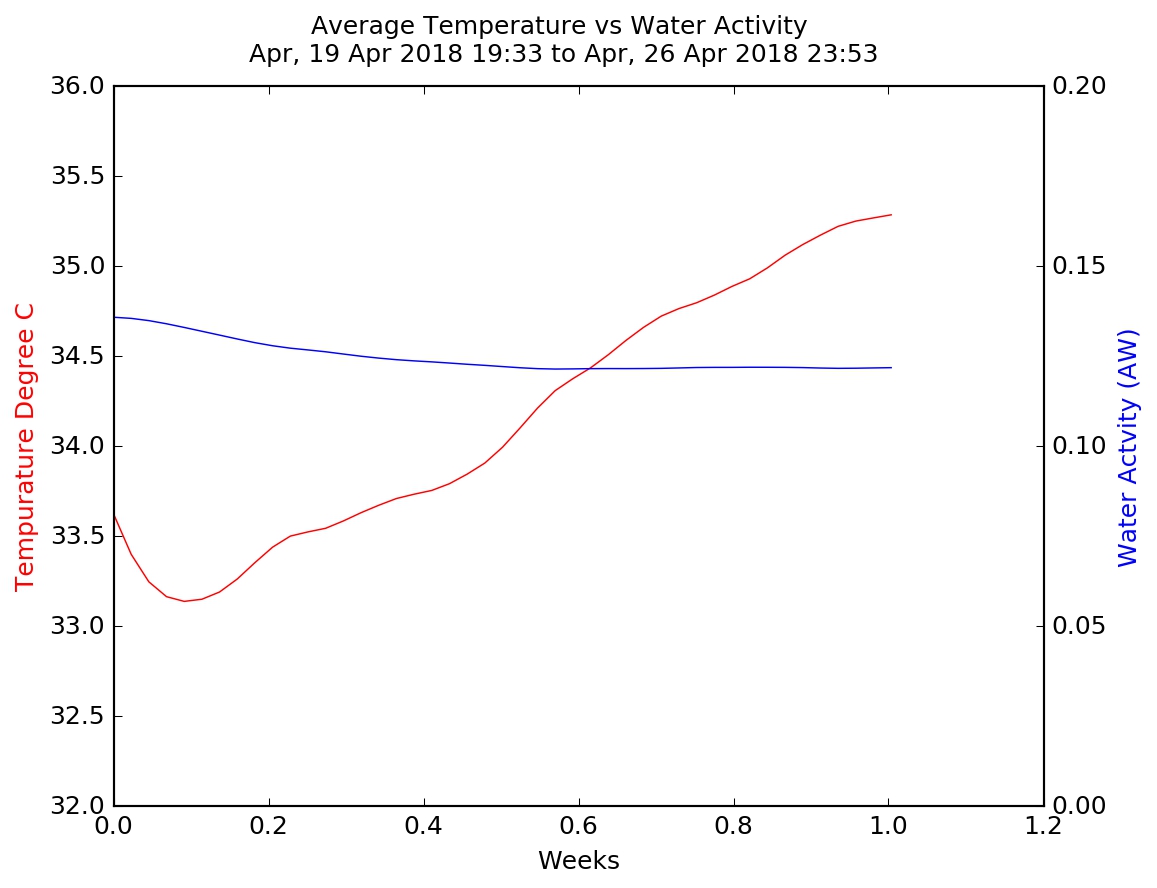 Average Temperature vs Water Activity
Apr, 19 Apr 2018 19:33 to Apr, 26 Apr 2018 23:53
Tempurature Degree C
36.0
35.5
35.0
34.5
34.0
33.5
33.0
32.5
32.0
0.20
0.15
0.10
0.05
0.00
Water Actvity (AW)
0.0 0.2 0.4 0.6 0.8 1.0 1.2
Weeks